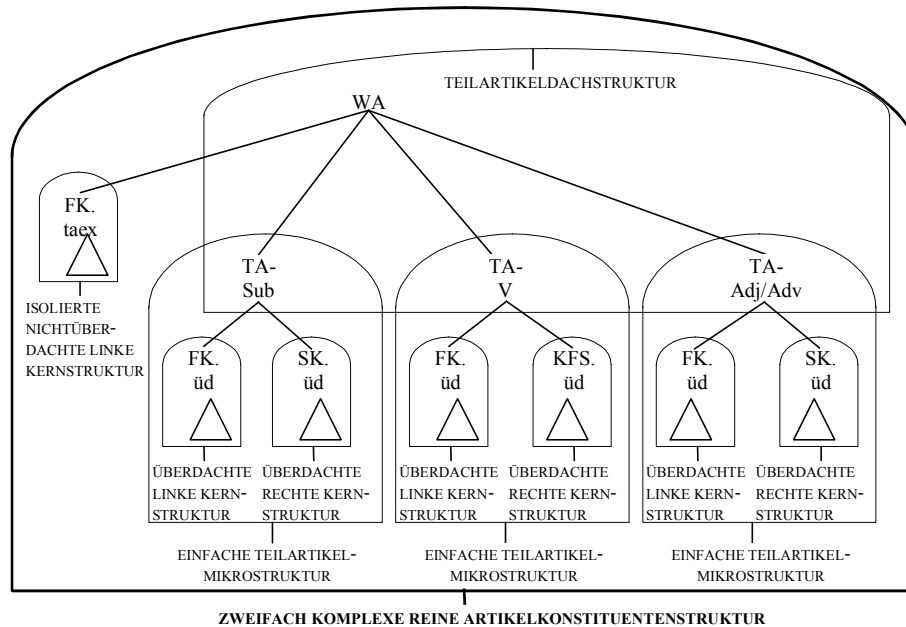 TEILARTIKELDACHSTRUKTUR
WA
FK.
taex
ISOLIERTE
NICHTÜBER-
DACHTE LINKE
KERNSTRUKTUR
TA-
Sub
TA-
V
TA-
Adj/Adv
FK.
üd
SK.
üd
FK.
üd
KFS.
üd
FK.
üd
SK.
üd
ÜBERDACHTE
LINKE KERN-
STRUKTUR
ÜBERDACHTE
RECHTE KERN-
STRUKTUR
ÜBERDACHTE
LINKE KERN-
STRUKTUR
ÜBERDACHTE
RECHTE KERN-
STRUKTUR
ÜBERDACHTE
LINKE KERN-
STRUKTUR
ÜBERDACHTE
RECHTE KERN-
STRUKTUR
EINFACHE TEILARTIKEL-
MIKROSTRUKTUR
EINFACHE TEILARTIKEL-
MIKROSTRUKTUR
EINFACHE TEILARTIKEL-
MIKROSTRUKTUR
ZWEIFACH KOMPLEXE REINE ARTIKELKONSTITUENTENSTRUKTUR